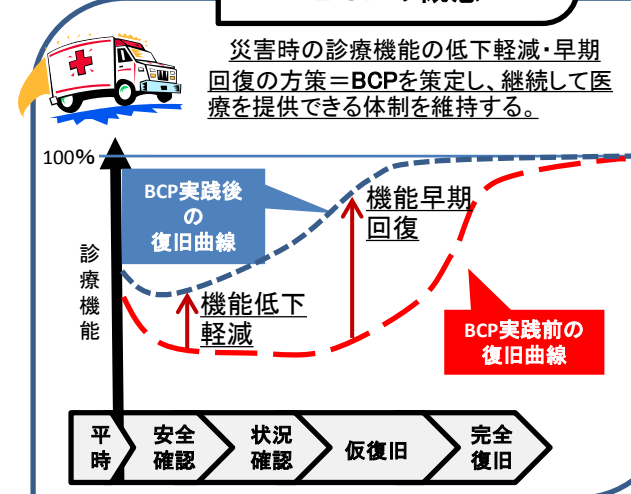 災害時の診療機能の低下軽減・早期
回復の方策＝BCPを策定し、継続して医
療を提供できる体制を維持する。
100%
BCP実践後
の
復旧曲線
機能早期
回復
診療機能
機能低下
軽減
BCP実践前の
復旧曲線
平時
安全
確認
状況
確認
仮復旧
完全
復旧